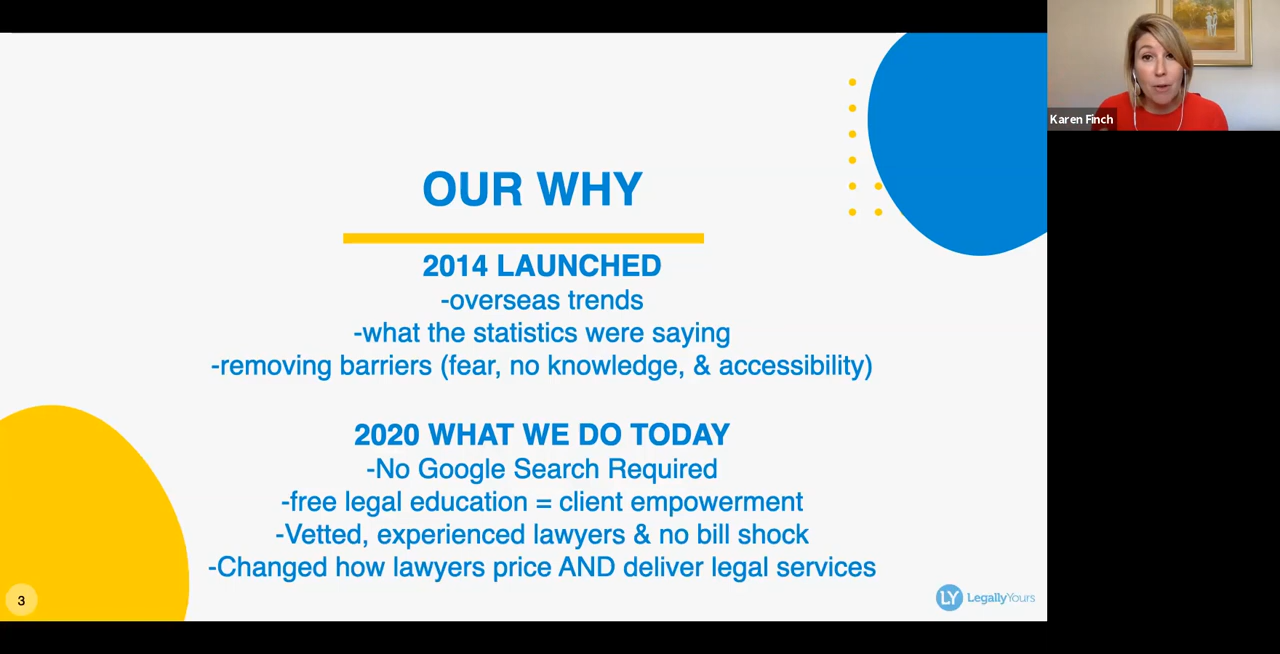 OUR WHY
2014 LAUNCHED
-overseas trends
-what the statistics were saying
-removing barriers (fear, no knowledge, & accessibility)
2020 WHAT WE DO TODAY
-No Google Search Required
-free legal education = client empowerment
-Vetted, experienced lawyers & no bill shock
-Changed how lawyers price AND deliver legal services
3
LY LegallyYours
Karen Finch